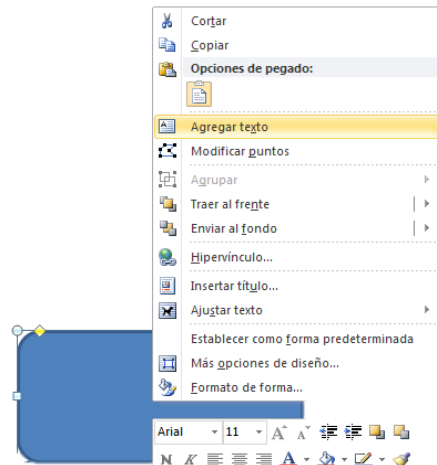 Cortar
Copiar
Opciones de pegado:
Agregar texto
Modificar puntos
Agrupar
Traer al frente
Enviar al fondo
Hipervínculo...
Insertar título...
Ajustar texto
Establecer como forma predeterminada
Más opciones de diseño...
Formato de forma...
Arial 11 A A
N K A